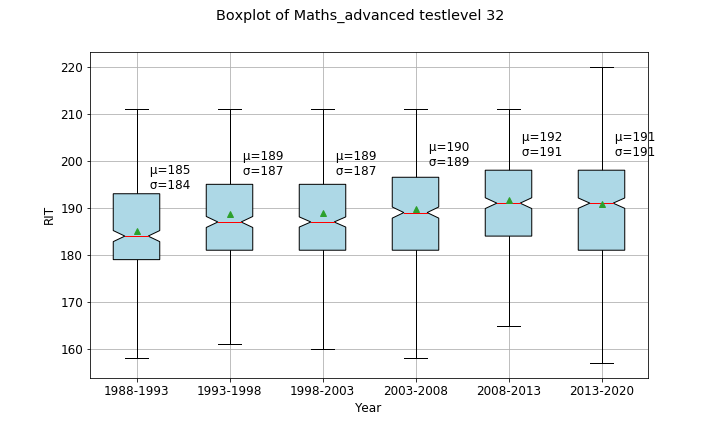 Boxplot of Maths_advanced testlevel 32
220
210
200
190
180
170
160
RIT
μ=185
σ=184
μ=189
σ=187
μ=189
σ=187
μ=190
σ=189
μ=192
σ=191
μ=191
σ=191
1988-1993
1993-1998
1998-2003
2003-2008
2008-2013
2013-2020
Year